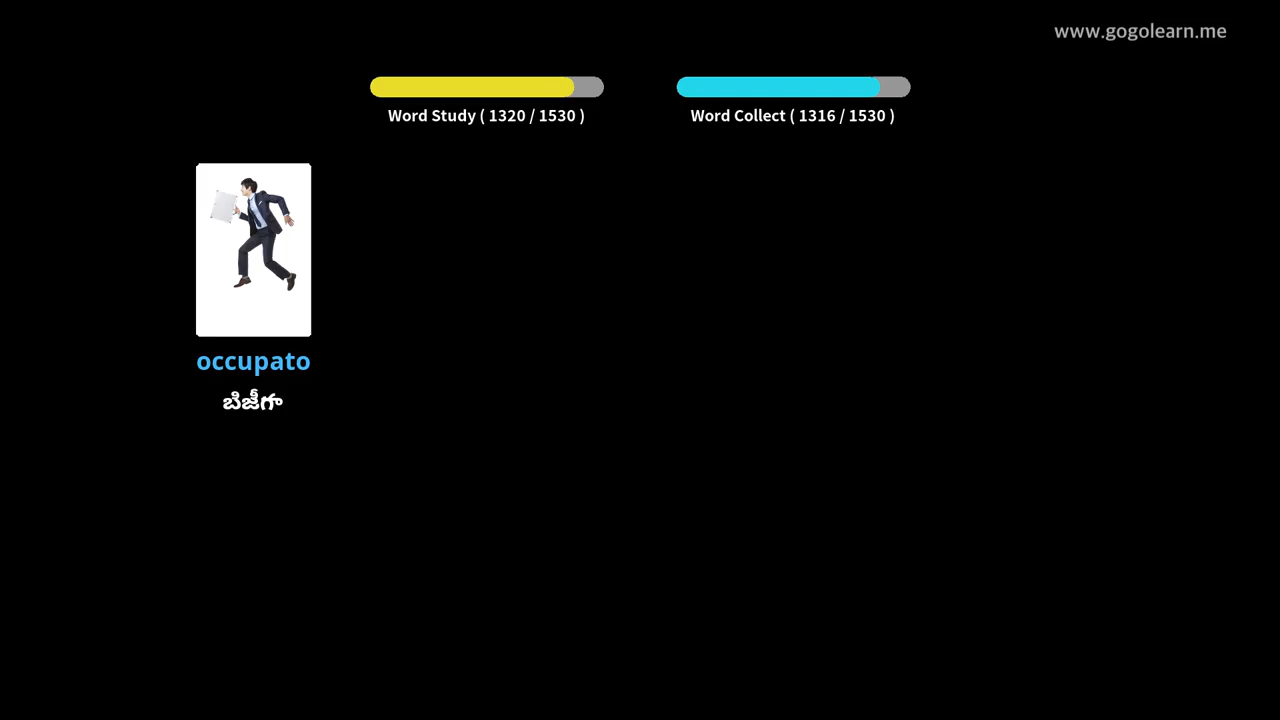 www.gogolearn.me
Word Study ( 1320 / 1530 )
Word Collect ( 1316 / 1530 )
occupato
బిజీగా